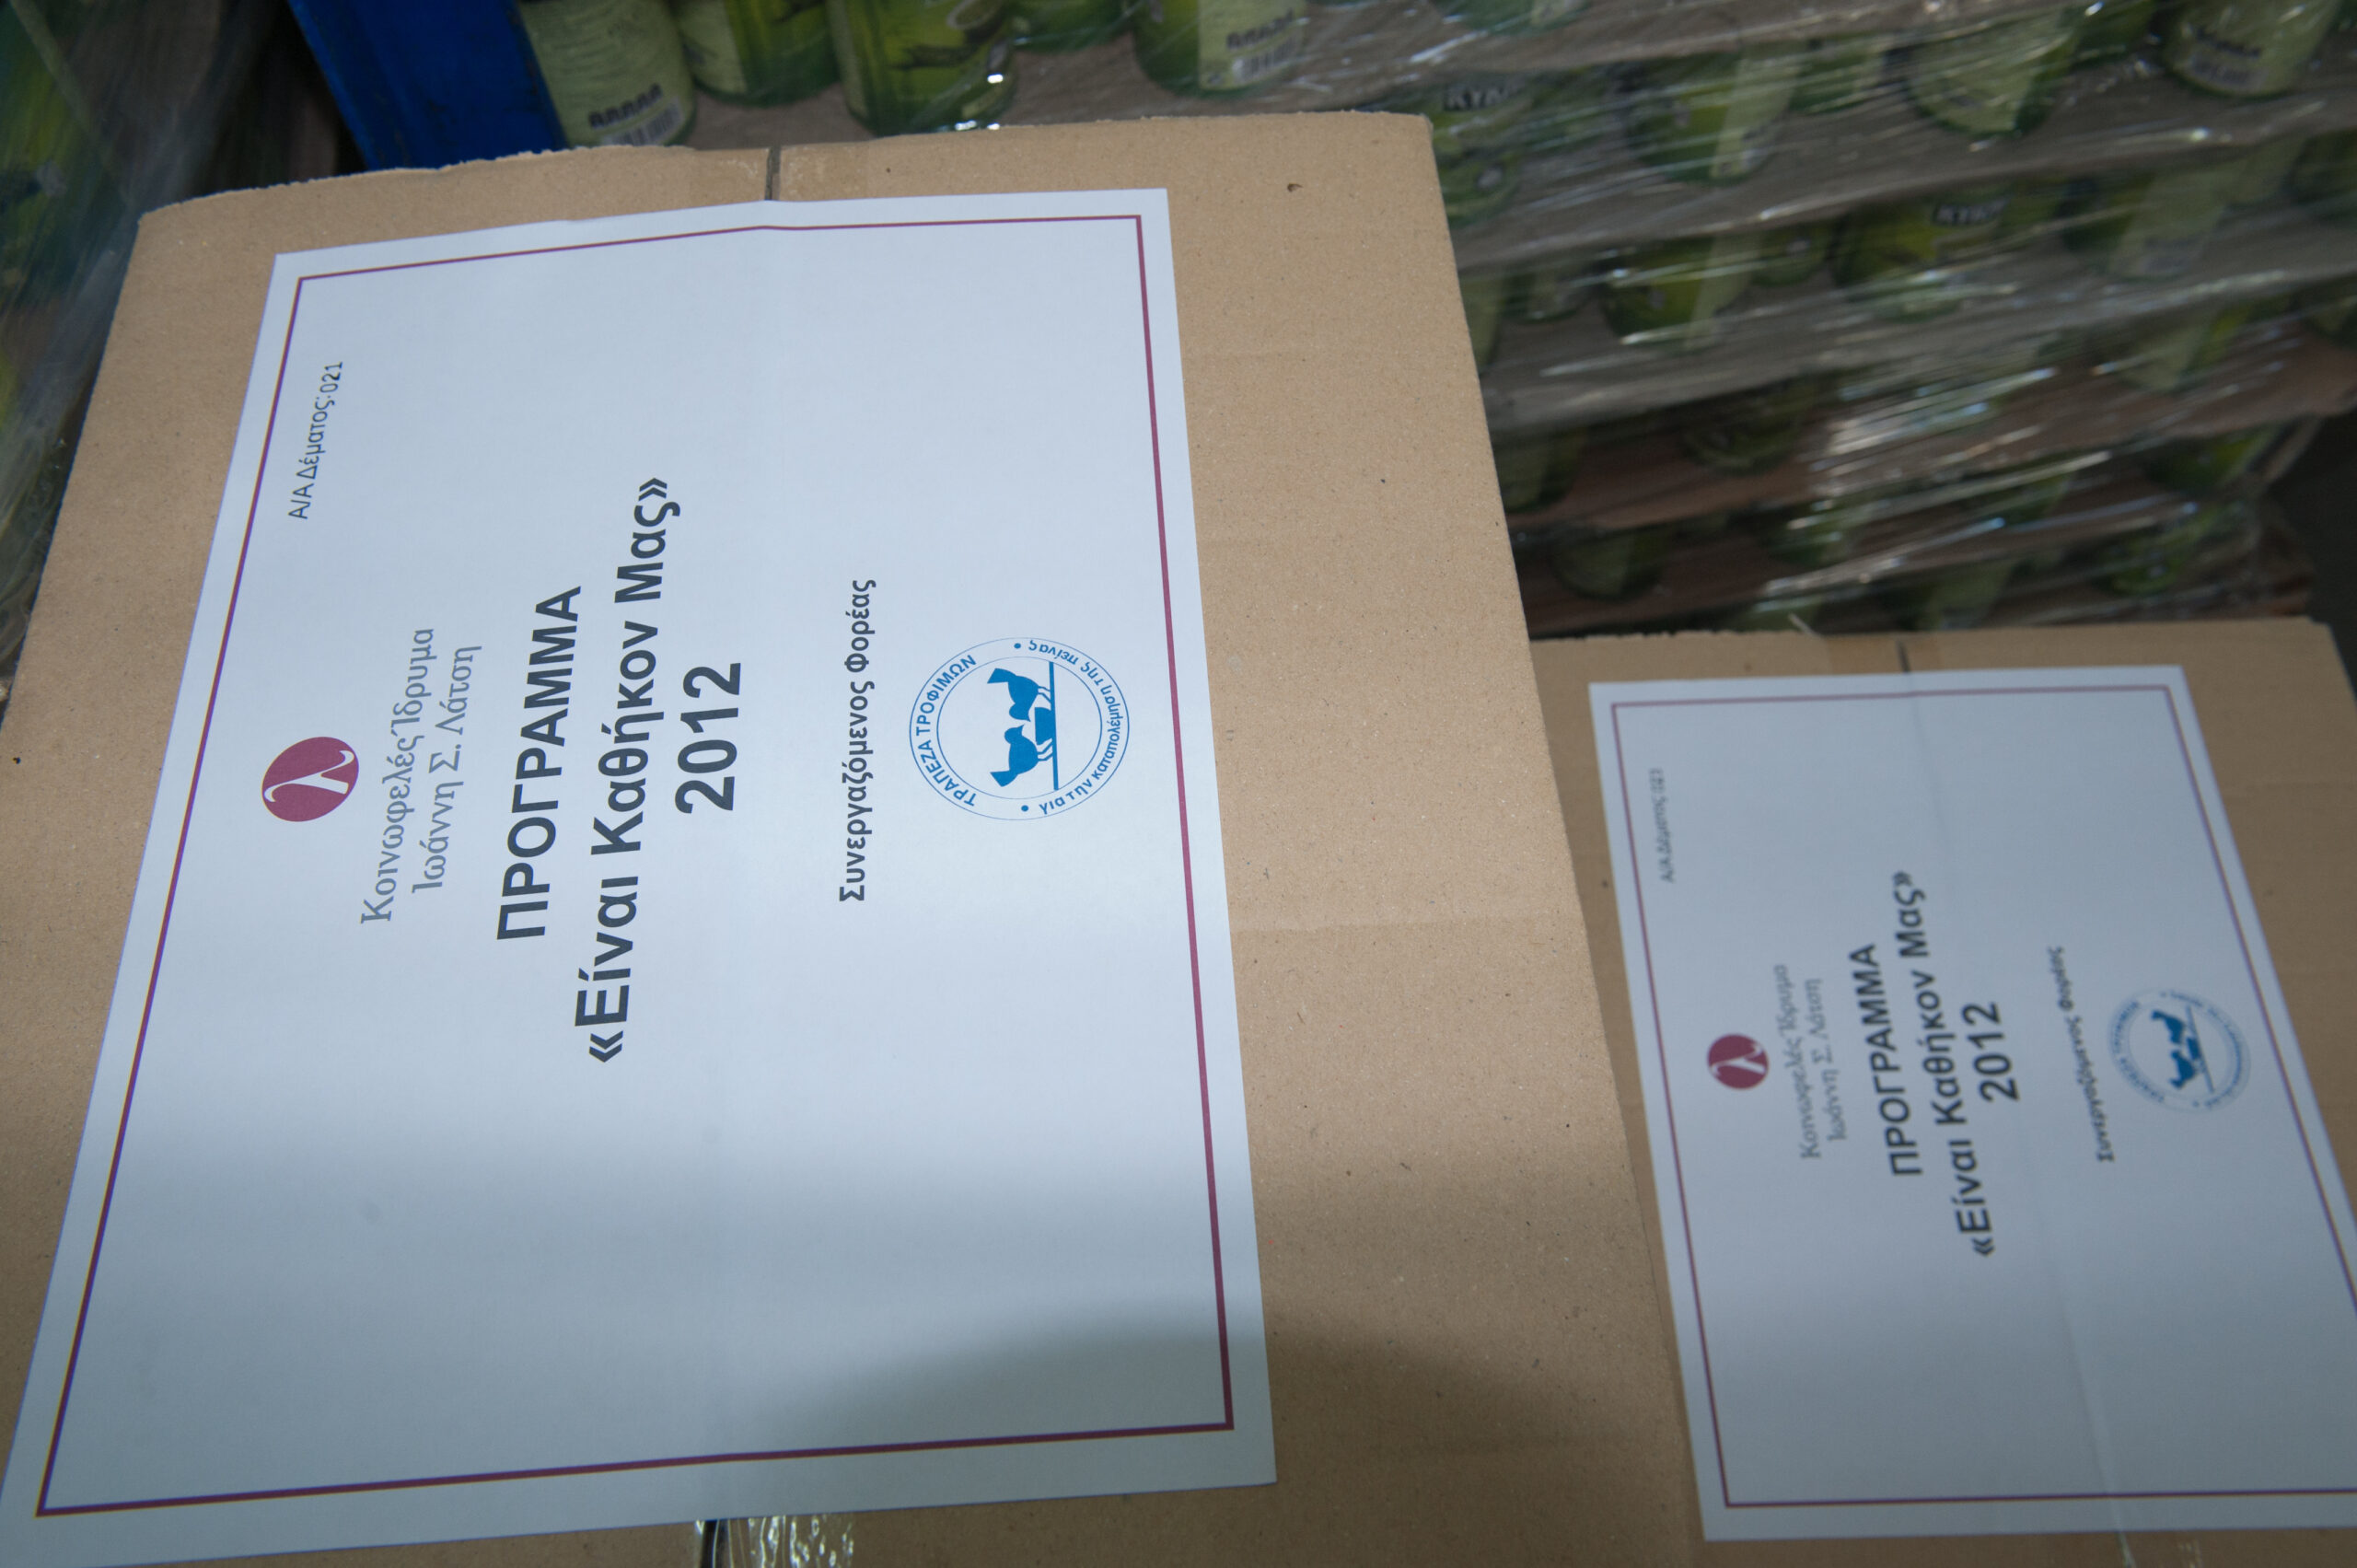 Α/Α Δέματος: 021
Κοινωφελές Ίδρυμα
Ιωάννη Σ. Λάτση
ΠΡΟΓΡΑΜΜΑ
«Είναι Καθήκον Μας»
2012
Συνεργαζόμενος Φορέας
ΤΡΑΠΕΖΑ ΤΡΟΦΙΜΩΝ
• για την καταπολέμηση της πείνας •
Α/Α Δέματος:
Κοινωφελές Ίδρυμα
Ιωάννη Σ. Λάτση
ΠΡΟΓΡΑΜΜΑ
«Είναι Καθήκον Μας»
2012
Συνεργαζόμενος Φορέας